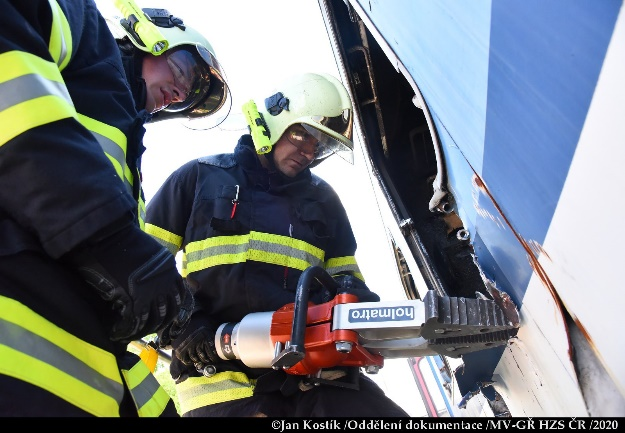 holmatro
©Jan Kostík /Oddělení dokumentace /MV-GŘ HZS ČR /2020